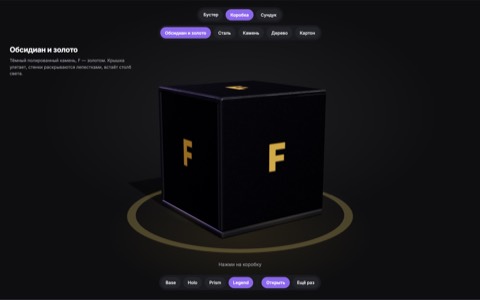 Бустер Коробка Сундук
Обсидиан и золото Сталь Камень Дерево Картон
Обсидиан и золото
Тёмный полированный камень, F — золотом. Крышка
улетает, стенки раскрываются лепестками, встаёт столб
света.
F
F
F
Нажми на коробку
Base Holo Prism Legend Открыть Ещё раз